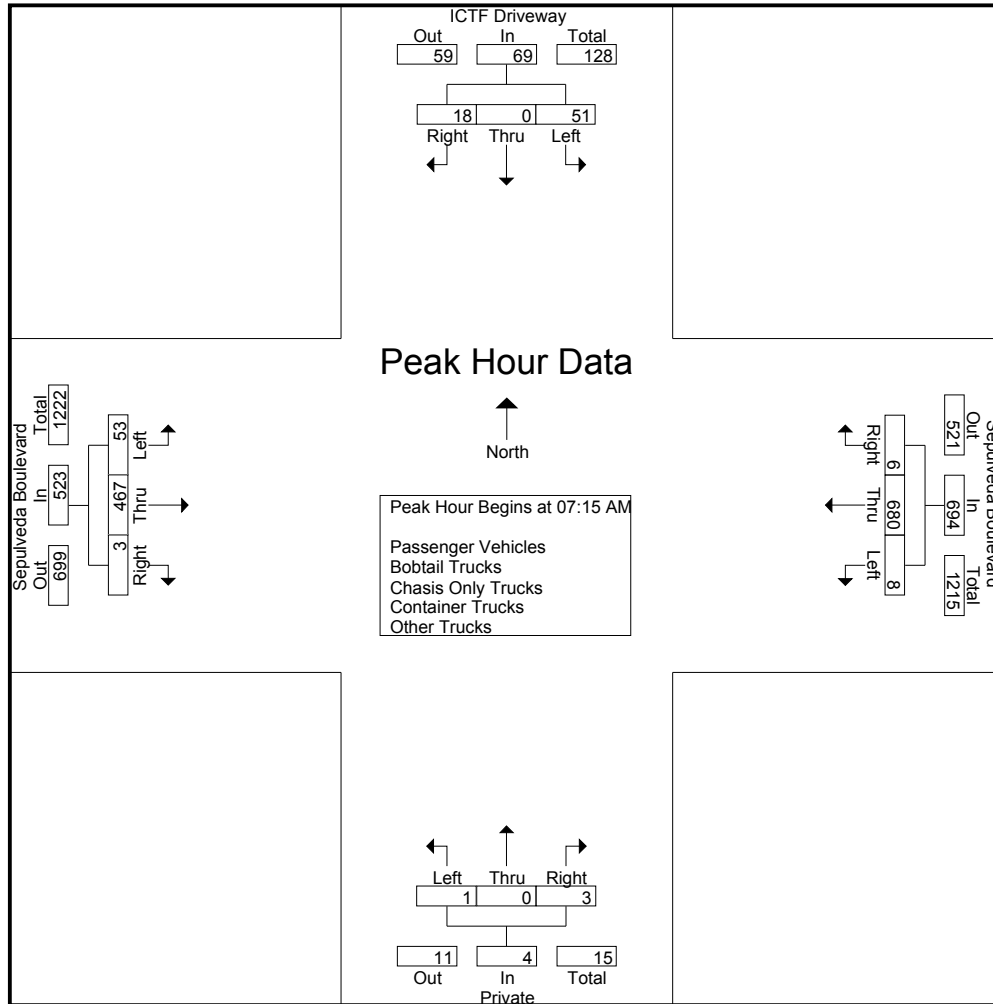 ICTF Driveway
Out In Total
59 69 128
18 0 51
Right Thru Left
Peak Hour Data
North
Peak Hour Begins at 07:15 AM
Passenger Vehicles
Bobtail Trucks
Chasis Only Trucks
Container Trucks
Other Trucks
Sepulveda Boulevard
Total In Out
1222 523 699
53 467 3
Left Thru Right
Sepulveda Boulevard
Out In Total
521 694 1215
6 680 8
Right Thru Left
Left Thru Right
1 0 3
11 4 15
Out In Total
Private